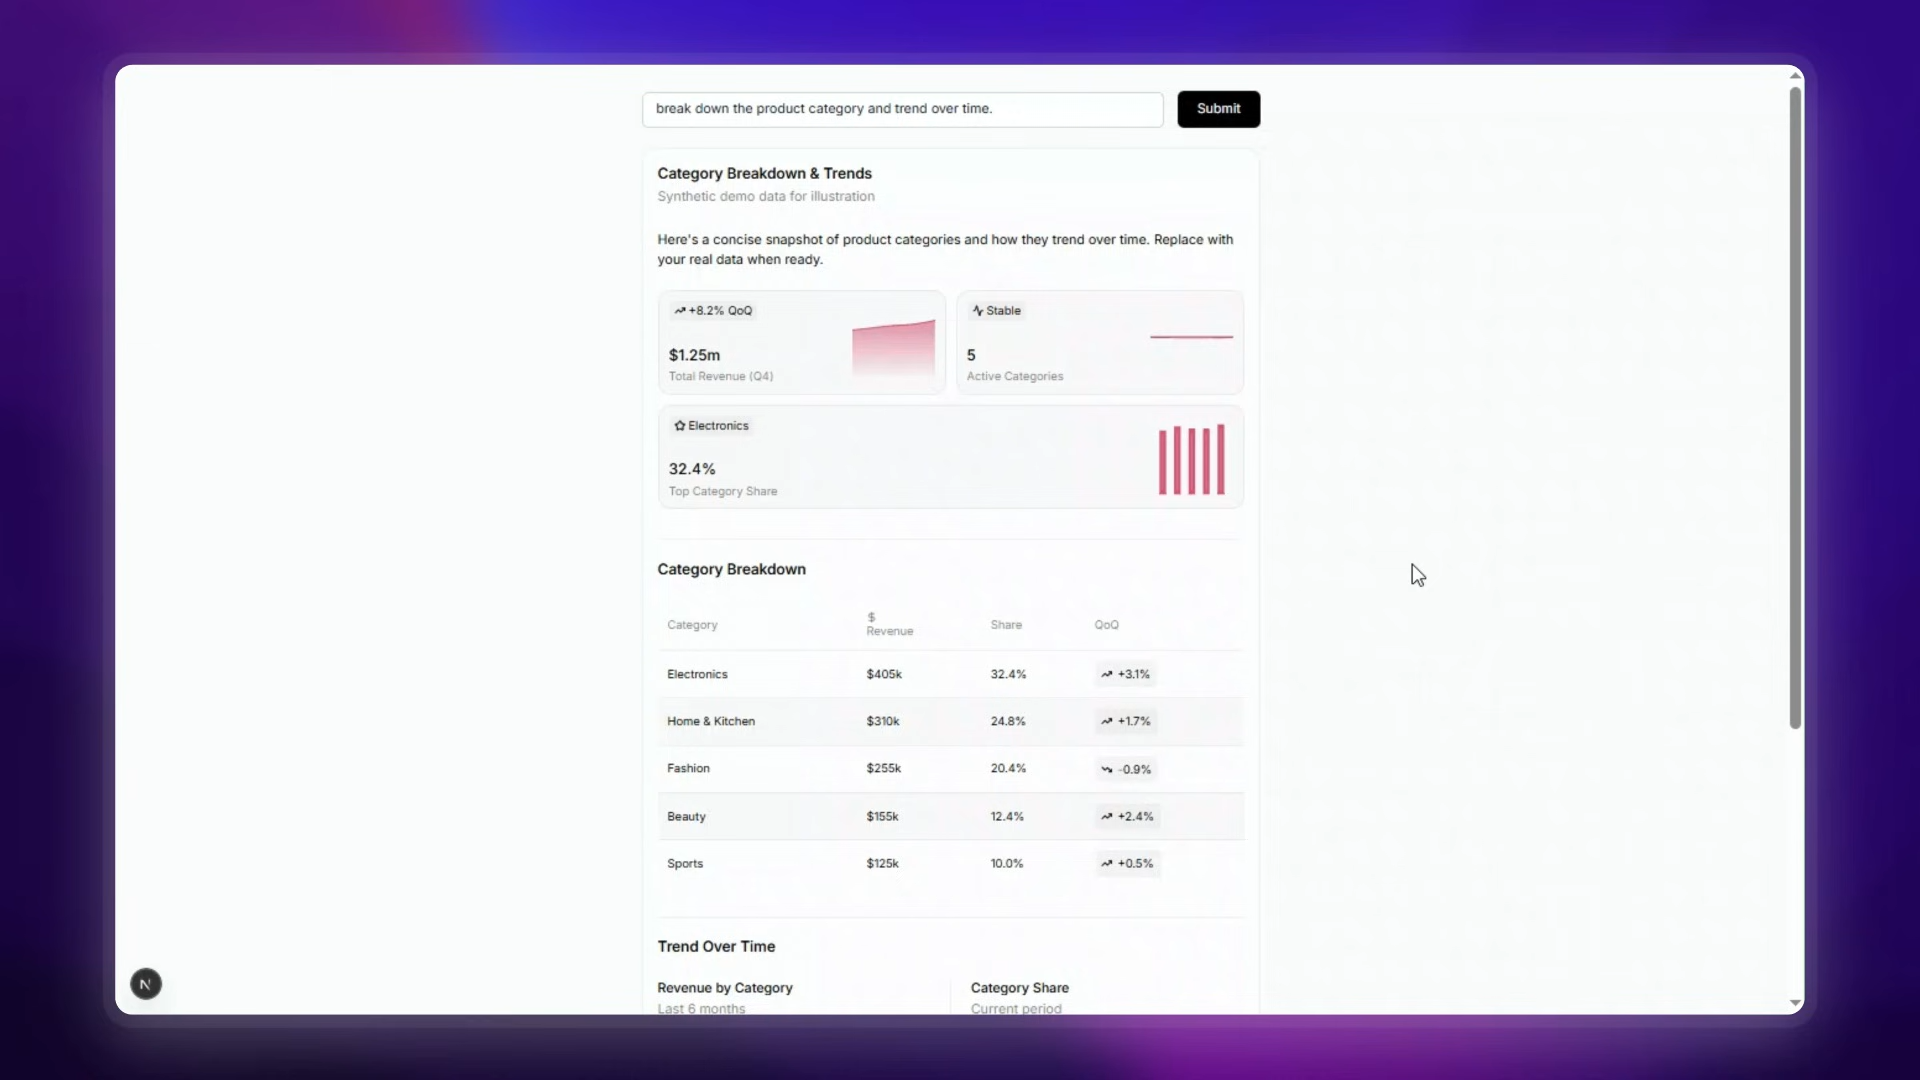 break down the product category and trend over time.
Submit
Category Breakdown & Trends
Synthetic demo data for illustration
Here's a concise snapshot of product categories and how they trend over time. Replace with
your real data when ready.
+8.2% QoQ
$1.25m
Total Revenue (Q4)
Stable
5
Active Categories
Electronics
32.4%
Top Category Share
Category Breakdown
Category
$
Revenue
Share
QoQ
Electronics $405k 32.4% +3.1%
Home & Kitchen $310k 24.8% +1.7%
Fashion $255k 20.4% -0.9%
Beauty $155k 12.4% +2.4%
Sports $125k 10.0% +0.5%
Trend Over Time
Revenue by Category
Last 6 months
Category Share
Current period
N